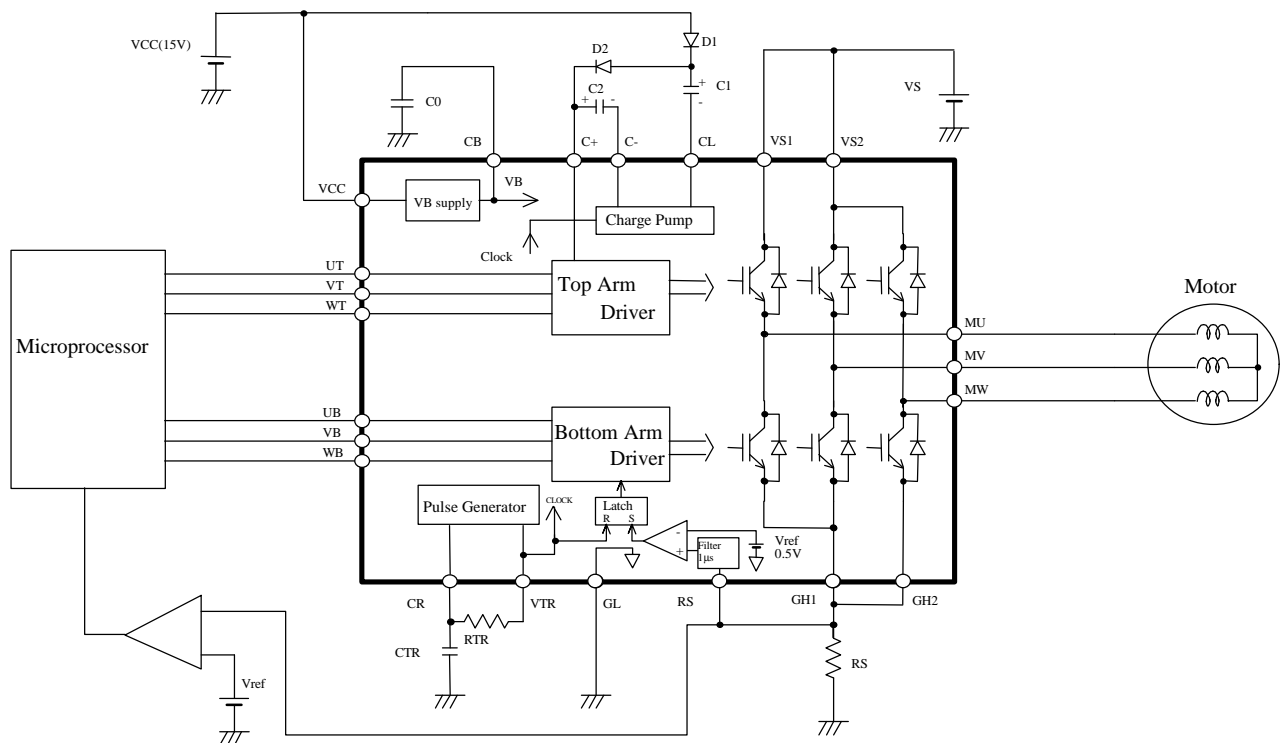 VCC(15V)
D1
D2
C2
+
-
+
C1
-
C0
VS
CB
C+
C-
CL
VS1
VS2
VCC
VB supply
VB
Charge Pump
Clock
UT
VT
WT
Top Arm
Driver
Motor
MU
MV
MW
Microprocessor
UB
VB
WB
Bottom Arm
Driver
Pulse Generator
CLOCK
Latch
R S
-
+
Filter
1μs
Vref
0.5V
CR
VTR
GL
RS
GH1
GH2
RTR
CTR
RS
Vref